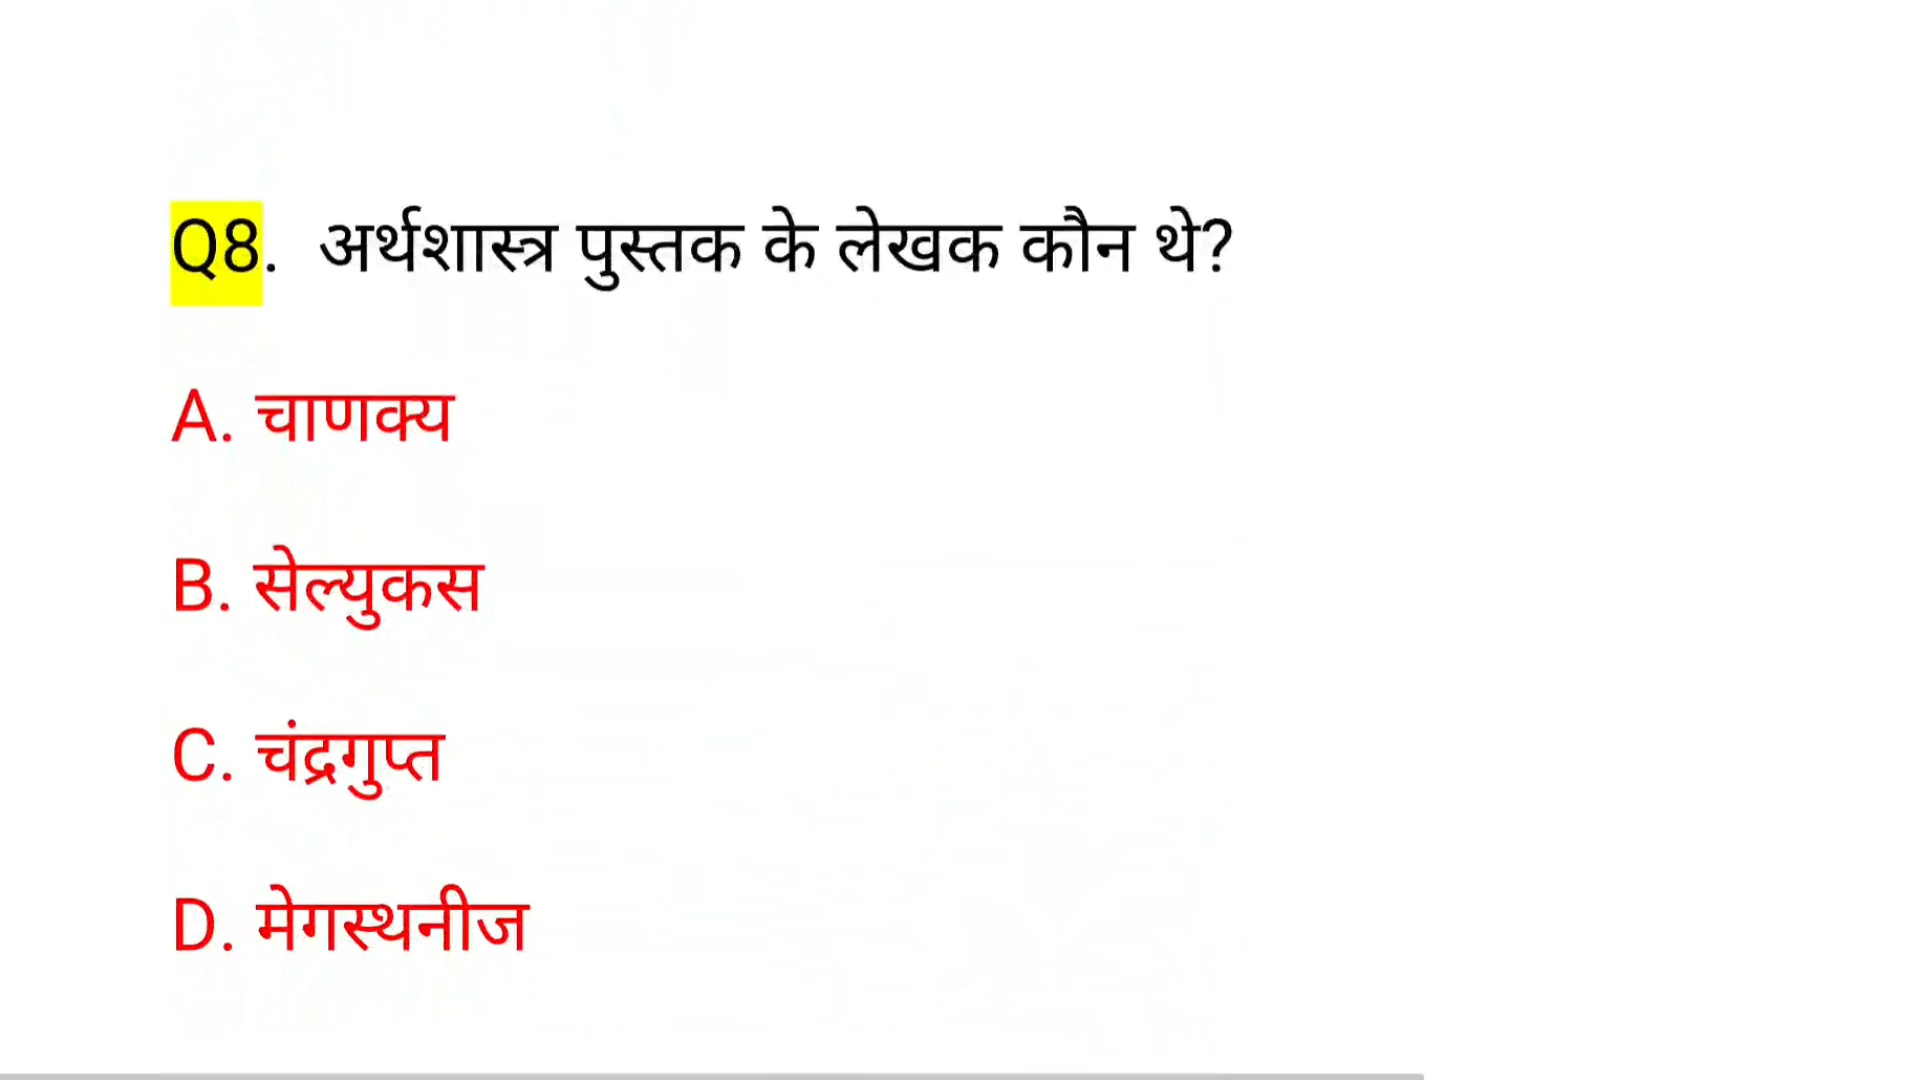 Q8. अर्थशास्त्र पुस्तक के लेखक कौन थे?
A. चाणक्य
B. सेल्युकस
C. चंद्रगुप्त
D. मेगस्थनीज